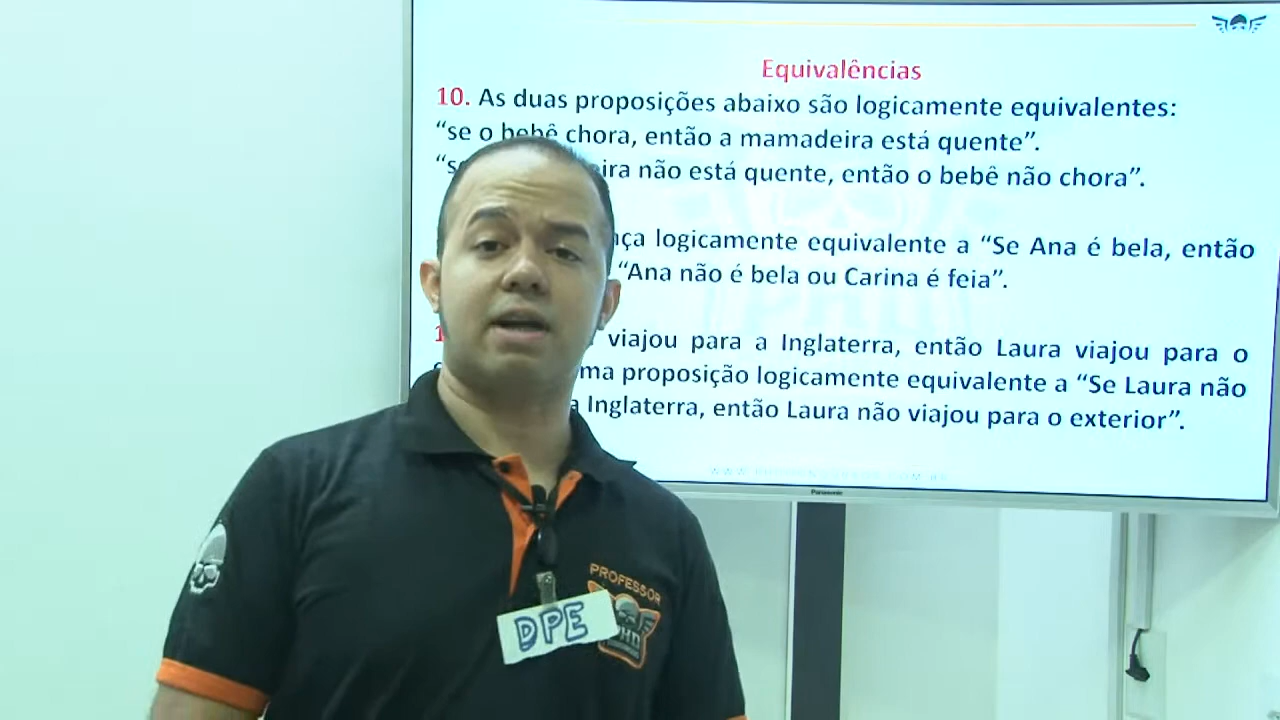 Equivalências
10. As duas proposições abaixo são logicamente equivalentes:
“se o bebê chora, então a mamadeira está quente”.
não está quente, então o bebê não chora”.
logicamente equivalente a “Se Ana é bela, então
“Ana não é bela ou Carina é feia”.
viajou para a Inglaterra, então Laura viajou para o
proposição logicamente equivalente a “Se Laura não
Inglaterra, então Laura não viajou para o exterior”.
Panasonic
PROFESSOR
DPE